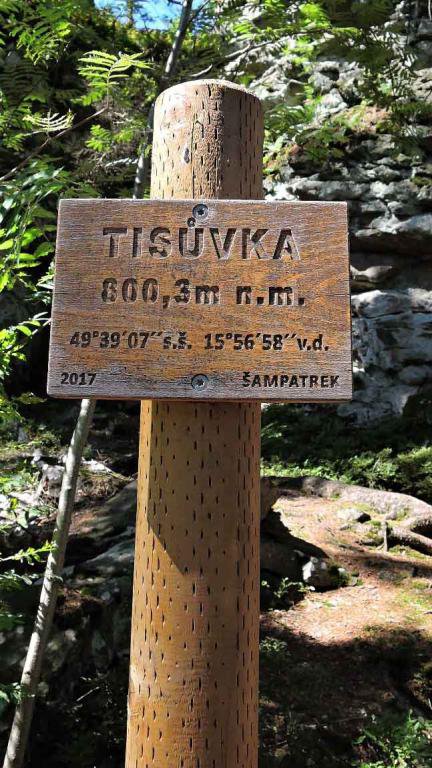 TISŮVKA
800,3m n.m.
49°39′07′′s.š. 15°56′58′′v.d.
2017 ŠAMPATREK